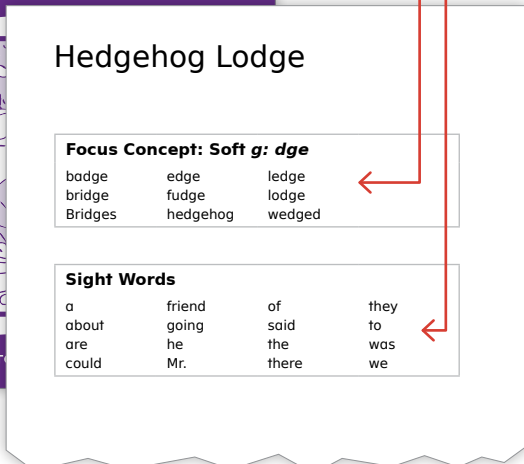 Hedgehog Lodge
Focus Concept: Soft g: dge
badge edge ledge
bridge fudge lodge
Bridges hedgehog wedged
Sight Words
a friend of they
about going said to
are he the was
could Mr. there we